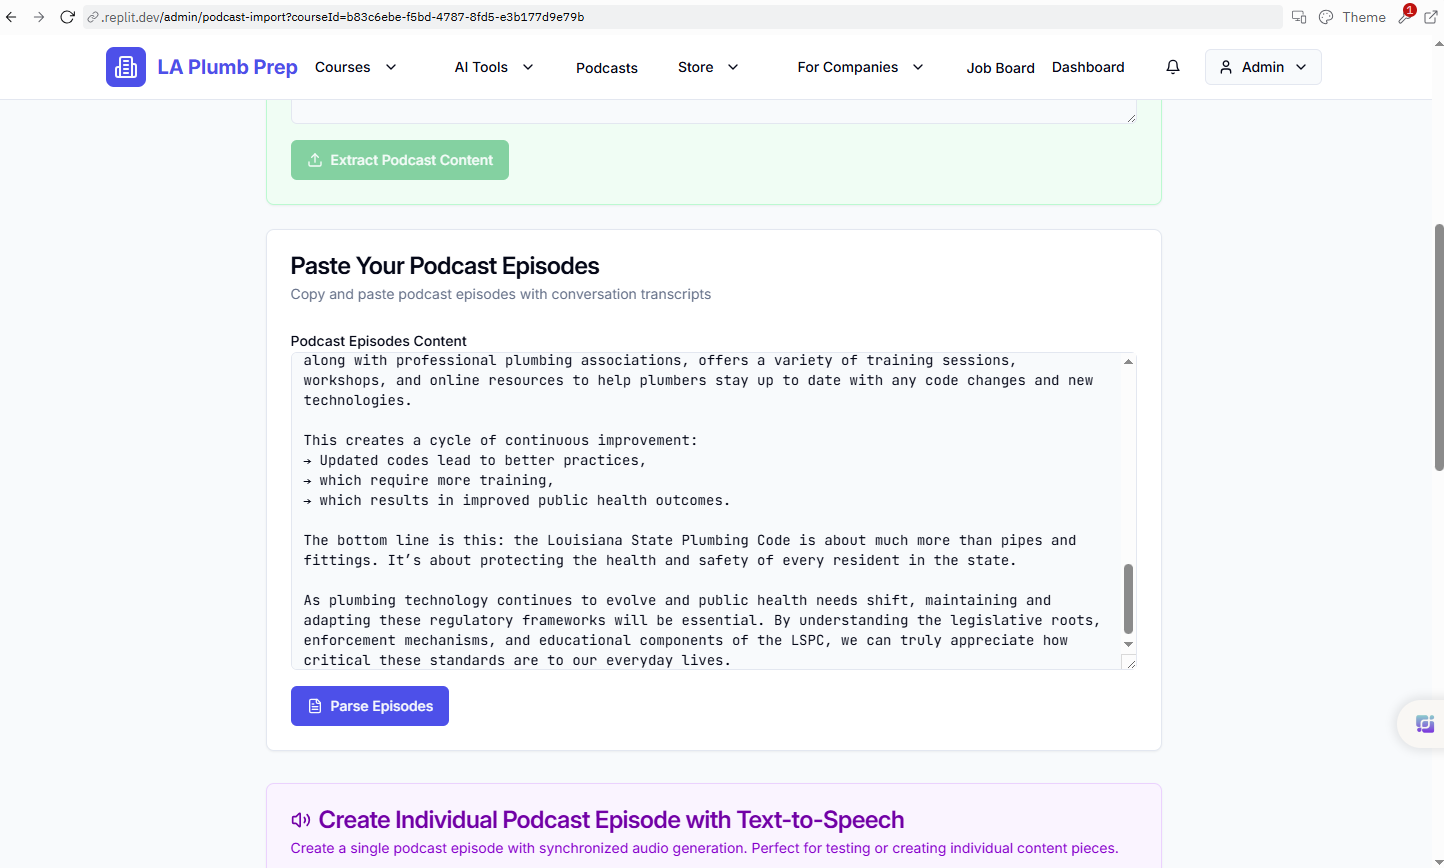 .replit.dev/admin/podcast-import?courseId=b83c6ebe-f5bd-4787-8fd5-e3b177d9e79b
Theme
1
LA Plumb Prep
Courses
AI Tools
Podcasts
Store
For Companies
Job Board
Dashboard
Admin
Extract Podcast Content
Paste Your Podcast Episodes
Copy and paste podcast episodes with conversation transcripts
Podcast Episodes Content
along with professional plumbing associations, offers a variety of training sessions,
workshops, and online resources to help plumbers stay up to date with any code changes and new
technologies.
This creates a cycle of continuous improvement:
→ Updated codes lead to better practices,
→ which require more training,
→ which results in improved public health outcomes.
The bottom line is this: the Louisiana State Plumbing Code is about much more than pipes and
fittings. It’s about protecting the health and safety of every resident in the state.
As plumbing technology continues to evolve and public health needs shift, maintaining and
adapting these regulatory frameworks will be essential. By understanding the legislative roots,
enforcement mechanisms, and educational components of the LSPC, we can truly appreciate how
critical these standards are to our everyday lives.
Parse Episodes
Create Individual Podcast Episode with Text-to-Speech
Create a single podcast episode with synchronized audio generation. Perfect for testing or creating individual content pieces.